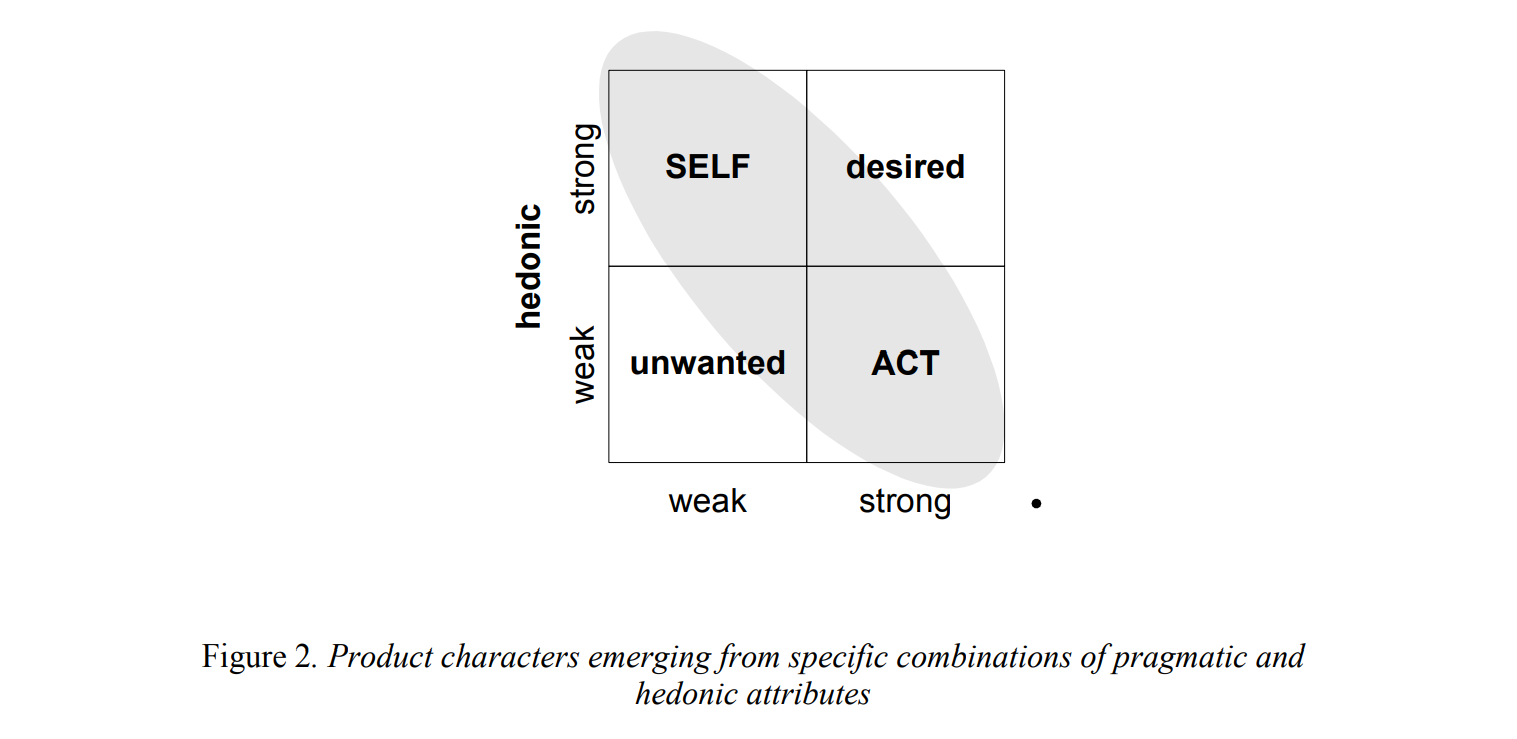 strong
SELF
desired
hedonic
weak
unwanted
ACT
weak
strong
•
Figure 2. Product characters emerging from specific combinations of pragmatic and
hedonic attributes